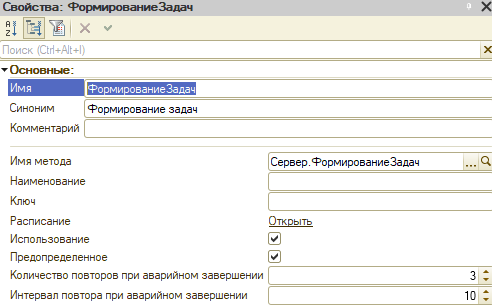 Свойства: ФормированиеЗадач
Поиск (Ctrl+Alt+I)
Основные:
Имя ФормированиеЗадач
Синоним Формирование задач
Комментарий
Имя метода Сервер.ФормированиеЗадач ...
Наименование
Ключ
Расписание Открыть
Использование
Предопределенное
Количество повторов при аварийном завершении 3
Интервал повтора при аварийном завершении 10